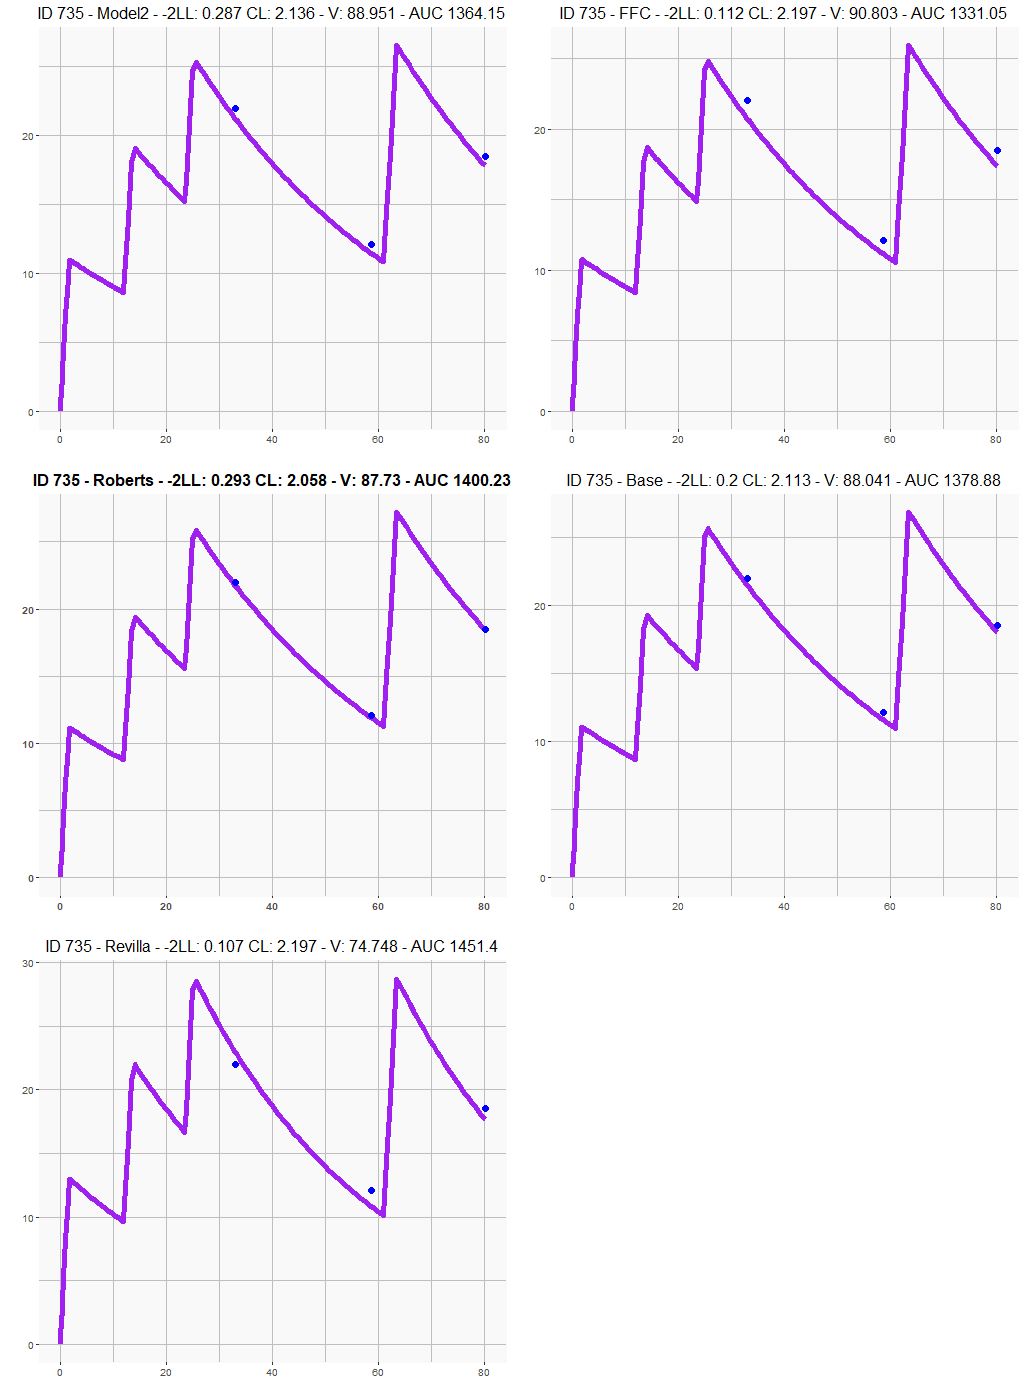 ID 735 - Model2 - -2LL: 0.287 CL: 2.136 - V: 88.951 - AUC 1364.15
20
10
0
0 20 40 60 80
ID 735 - FFC - -2LL: 0.112 CL: 2.197 - V: 90.803 - AUC 1331.05
20
10
0
0 20 40 60 80
ID 735 - Roberts - -2LL: 0.293 CL: 2.058 - V: 87.73 - AUC 1400.23
20
10
0
0 20 40 60 80
ID 735 - Base - -2LL: 0.2 CL: 2.113 - V: 88.041 - AUC 1378.88
20
10
0
0 20 40 60 80
ID 735 - Revilla - -2LL: 0.107 CL: 2.197 - V: 74.748 - AUC 1451.4
30
20
10
0
0 20 40 60 80